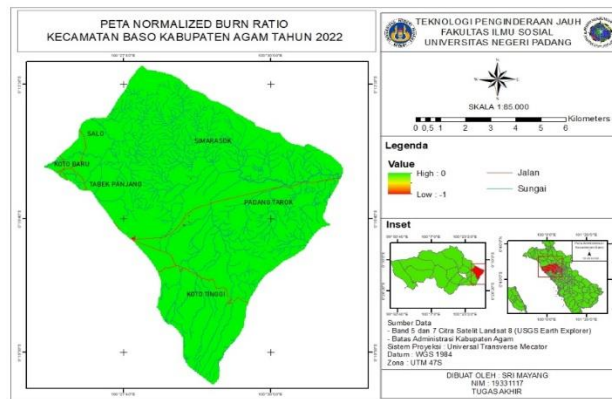 PETA NORMALIZED BURN RATIO
KECAMATAN BASO KABUPATEN AGAM TAHUN 2022
SALO
SIMARASOK
KOTO BARU
TABEK PANJANG
PADANG TAROK
KOTO TINGGI
TEKNOLOGI PENGINDERAAN JAUH
FAKULTAS ILMU SOSIAL
UNIVERSITAS NEGERI PADANG
SKALA 1:85.000
Kilometers
0 0,5 1 2 3 4 5 6
Legenda
Value
High : 0
Low : -1
Jalan
Sungai
Inset
Sumber Data
- Band 5 dan 7 Citra Satelit Landsat 8 (USGS Earth Explorer)
- Batas Administrasi Kabupaten Agam
Sistem Proyeksi : Universal Transverse Mecator
Datum : WGS 1984
Zona : UTM 47S
DIBUAT OLEH : SRI MAYANG
NIM : 19331117
TUGAS AKHIR